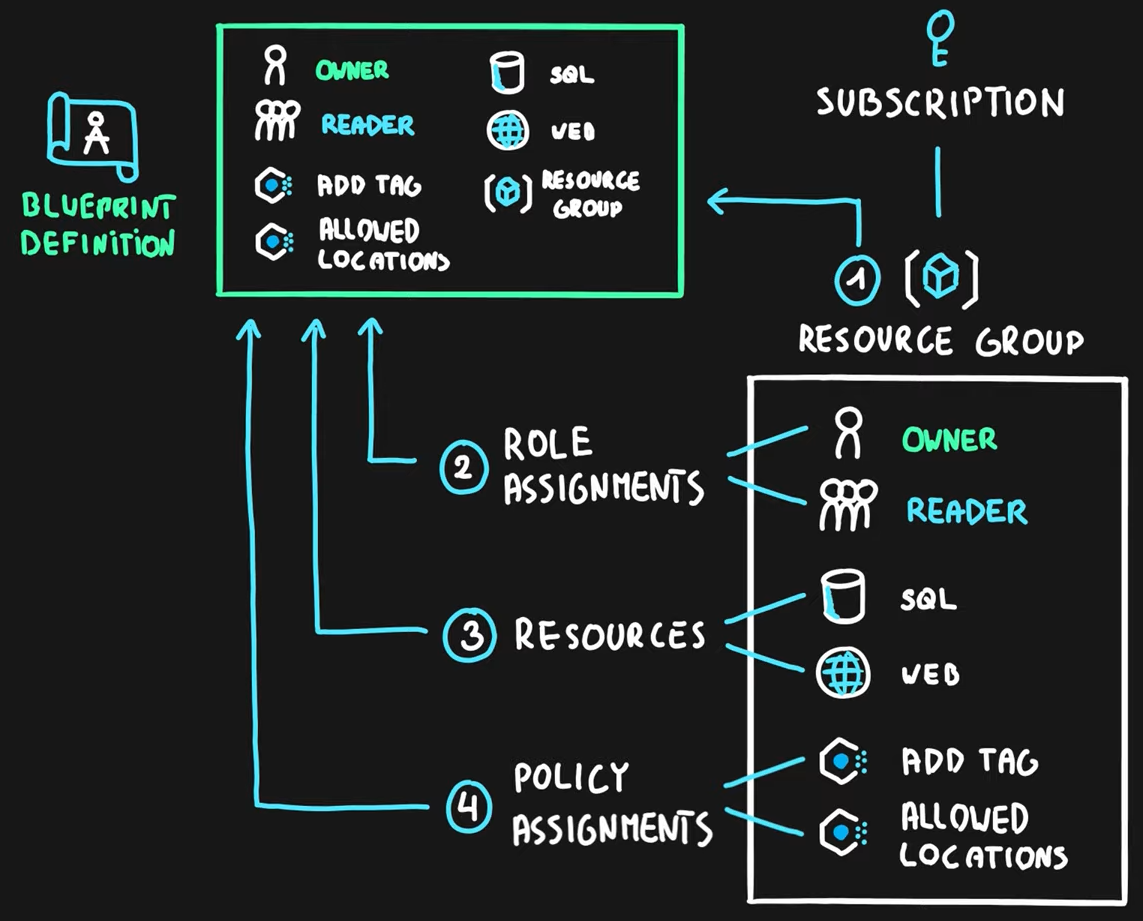 OWNER
SQL
READER
WEB
ADD TAG
RESOURCE
GROUP
ALLOWED
LOCATIONS
BLUEPRINT
DEFINITION
SUBSCRIPTION
1
RESOURCE GROUP
2
ROLE
ASSIGNMENTS
OWNER
READER
3
RESOURCES
SQL
WEB
4
POLICY
ASSIGNMENTS
ADD TAG
ALLOWED
LOCATIONS